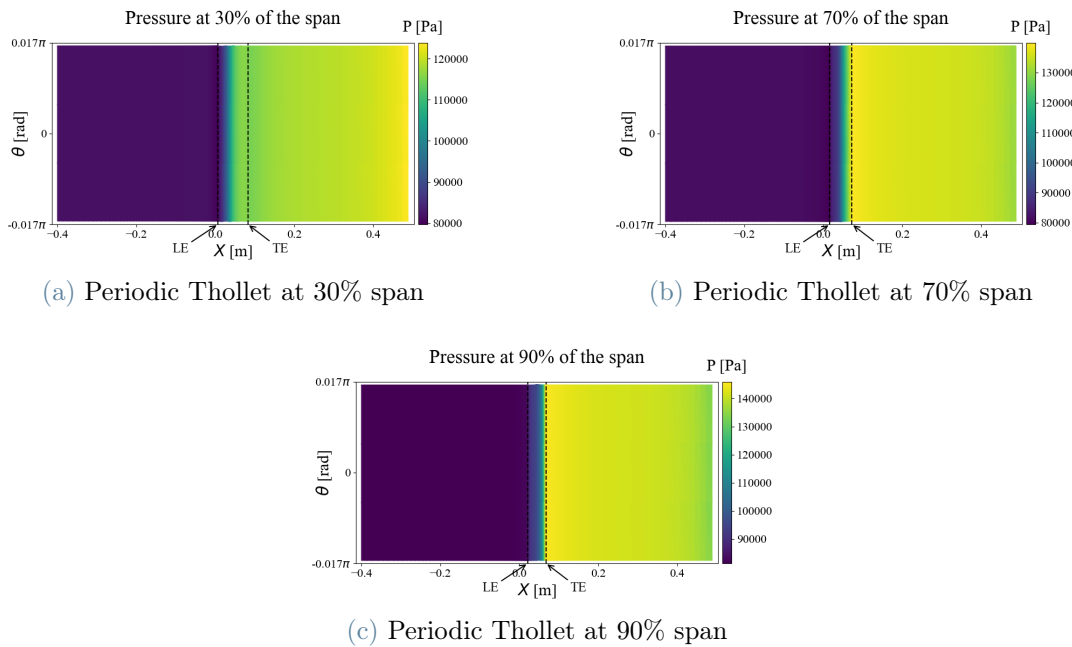 Pressure at 30% of the span
P [Pa]
0.017π
0
-0.017π
θ [rad]
−0.4
−0.2
0.0
0.2
0.4
LE
X [m]
TE
120000
110000
100000
90000
80000
(a) Periodic Thollet at 30% span
Pressure at 70% of the span
P [Pa]
0.017π
0
-0.017π
θ [rad]
−0.4
−0.2
0.0
0.2
0.4
LE
X [m]
TE
130000
120000
110000
100000
90000
80000
(b) Periodic Thollet at 70% span
Pressure at 90% of the span
P [Pa]
0.017π
0
-0.017π
θ [rad]
−0.4
−0.2
0.0
0.2
0.4
LE
X [m]
TE
140000
130000
120000
110000
100000
90000
(c) Periodic Thollet at 90% span